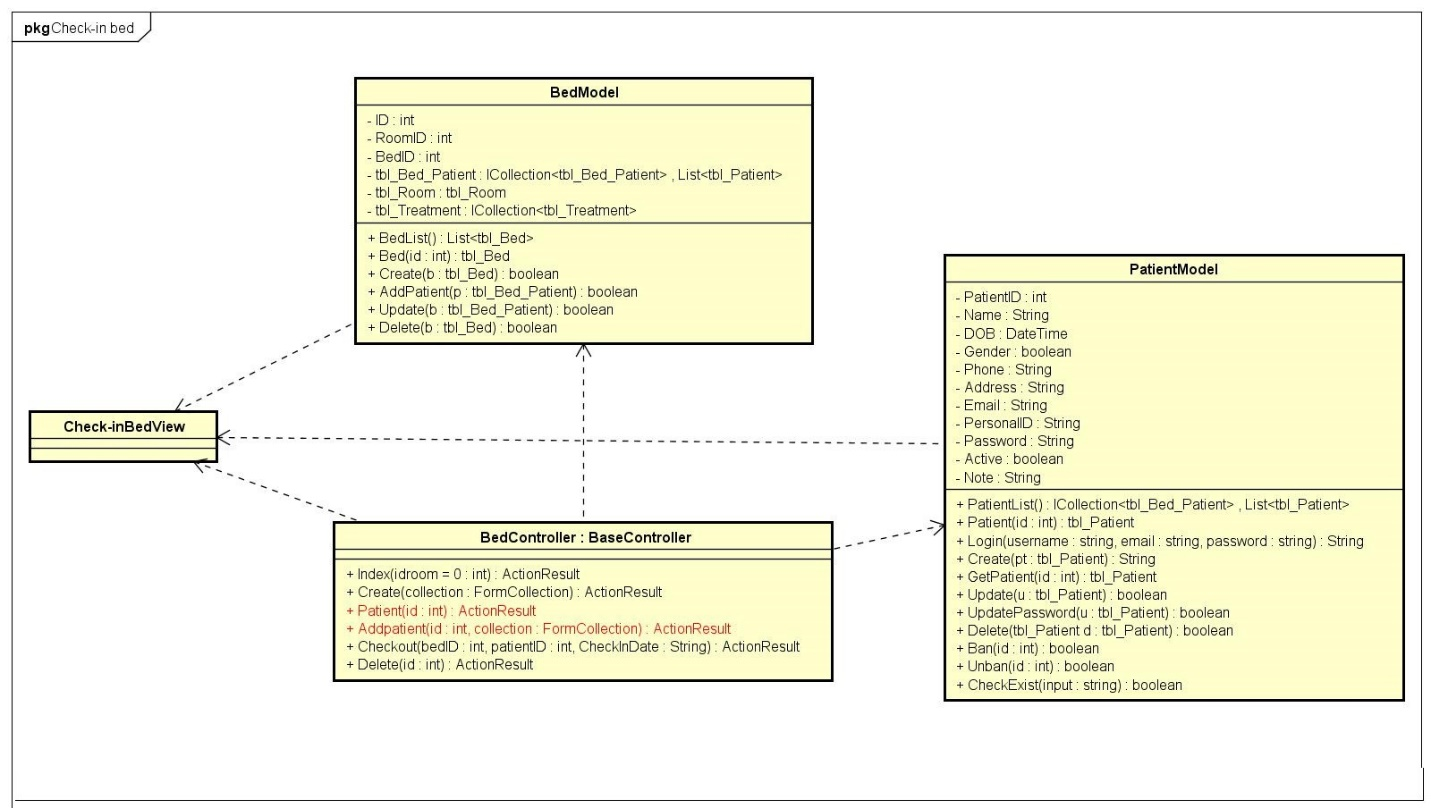 pkg Check-in bed
BedModel
- ID : int
- RoomID : int
- BedID : int
- tbl_Bed_Patient : ICollection<tbl_Bed_Patient> , List<tbl_Patient>
- tbl_Room : tbl_Room
- tbl_Treatment : ICollection<tbl_Treatment>
+ BedList() : List<tbl_Bed>
+ Bed(id : int) : tbl_Bed
+ Create(b : tbl_Bed) : boolean
+ AddPatient(p : tbl_Bed_Patient) : boolean
+ Update(b : tbl_Bed_Patient) : boolean
+ Delete(b : tbl_Bed) : boolean
PatientModel
- PatientID : int
- Name : String
- DOB : DateTime
- Gender : boolean
- Phone : String
- Address : String
- Email : String
- PersonalID : String
- Password : String
- Active : boolean
- Note : String
+ PatientList() : ICollection<tbl_Bed_Patient> , List<tbl_Patient>
+ Patient(id : int) : tbl_Patient
+ Login(username : string, email : string, password : string) : String
+ Create(pt : tbl_Patient) : String
+ GetPatient(id : int) : tbl_Patient
+ Update(u : tbl_Patient) : boolean
+ UpdatePassword(u : tbl_Patient) : boolean
+ Delete(tbl_Patient d : tbl_Patient) : boolean
+ Ban(id : int) : boolean
+ Unban(id : int) : boolean
+ CheckExist(input : string) : boolean
Check-inBedView
BedController : BaseController
+ Index(idroom = 0 : int) : ActionResult
+ Create(collection : FormCollection) : ActionResult
+ Patient(id : int) : ActionResult
+ Addpatient(id : int, collection : FormCollection) : ActionResult
+ Checkout(bedID : int, patientID : int, CheckInDate : String) : ActionResult
+ Delete(id : int) : ActionResult